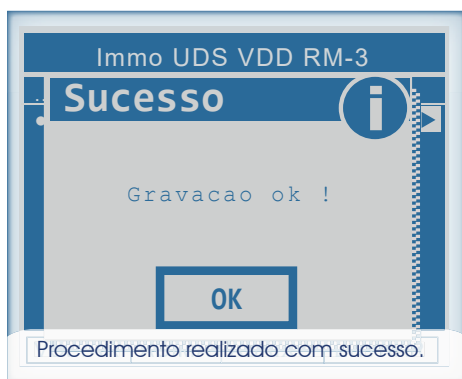 Immo UDS VDD RM-3
Sucesso
i
Gravacao ok !
OK
Procedimento realizado com sucesso.